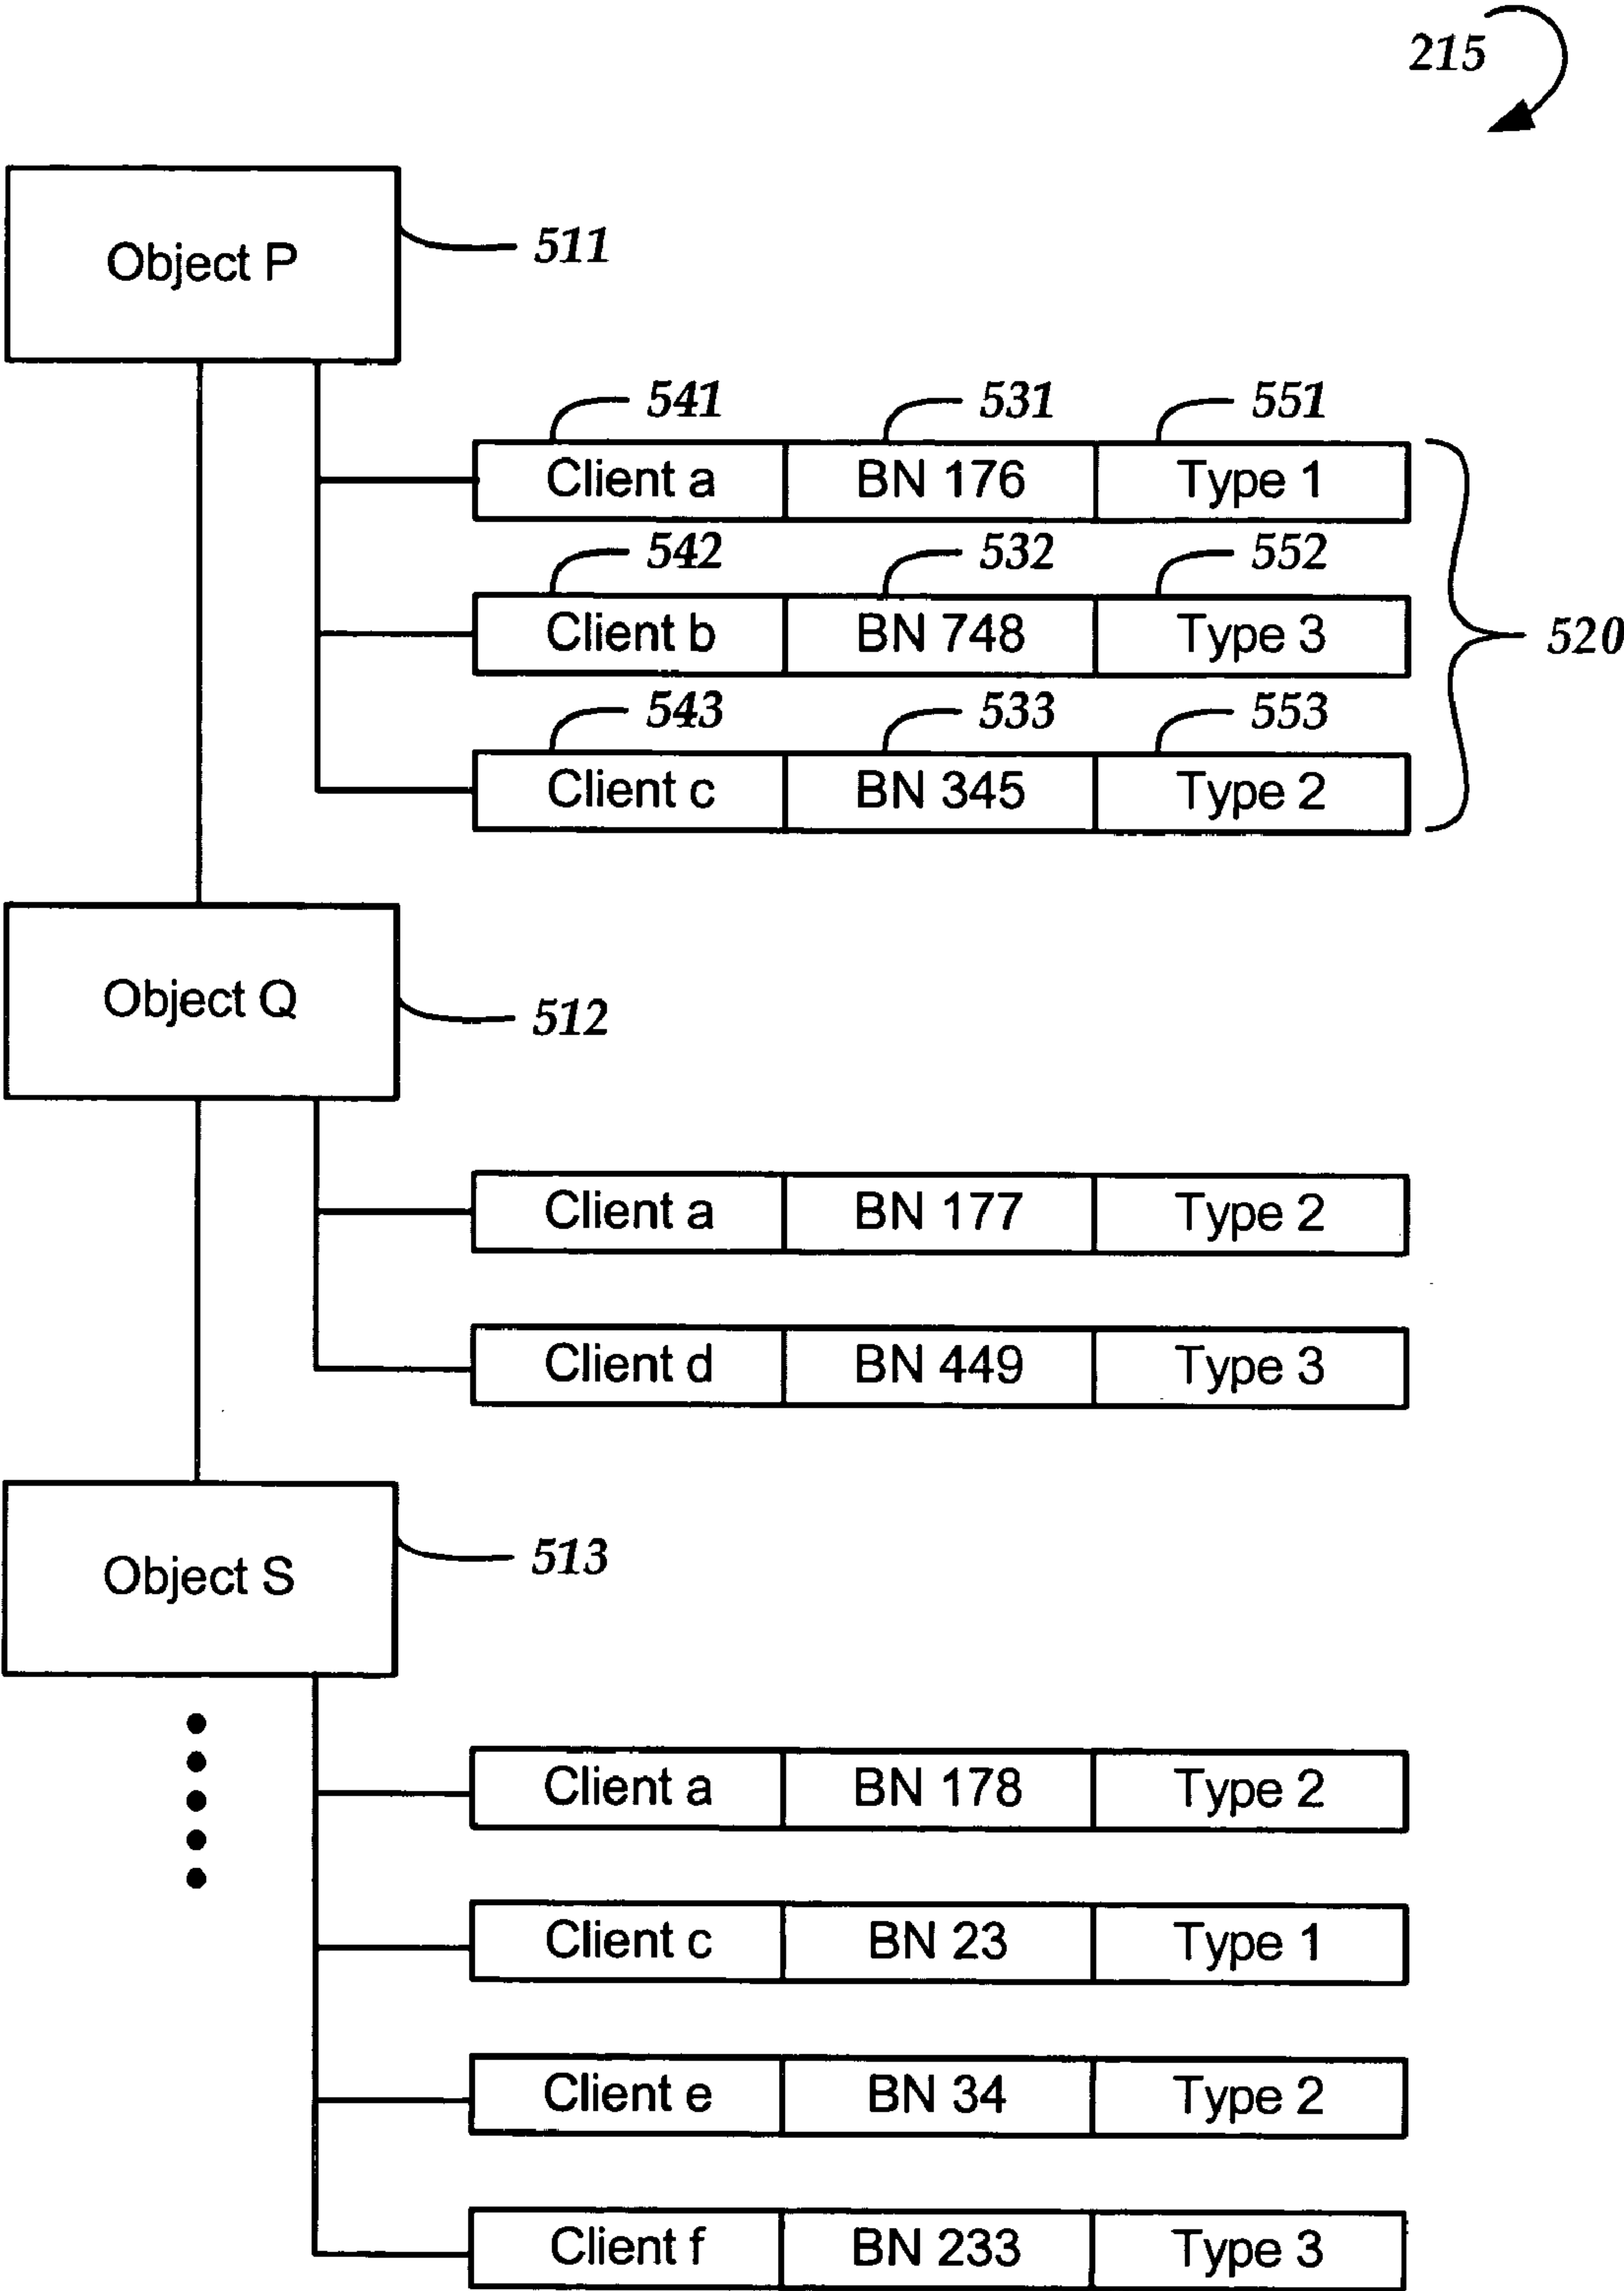 215
Object P
511
541 531 551
Client a BN 176 Type 1
542 532 552
Client b BN 748 Type 3
520
543 533 553
Client c BN 345 Type 2
Object Q
512
Client a BN 177 Type 2
Client d BN 449 Type 3
Object S
513
Client a BN 178 Type 2
Client c BN 23 Type 1
Client e BN 34 Type 2
Client f BN 233 Type 3